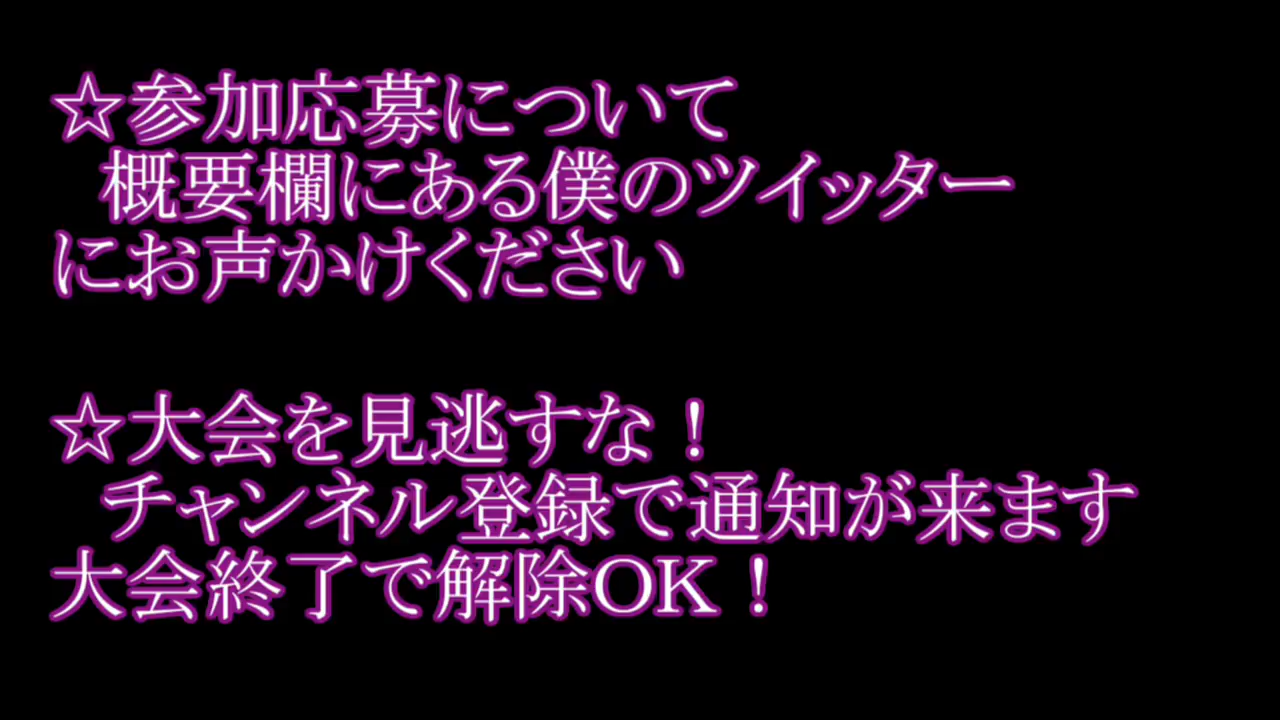 ☆参加応募について
概要欄にある僕のツイッター
にお声かけください
☆大会を見逃すな！
チャンネル登録で通知が来ます
大会終了で解除OK！